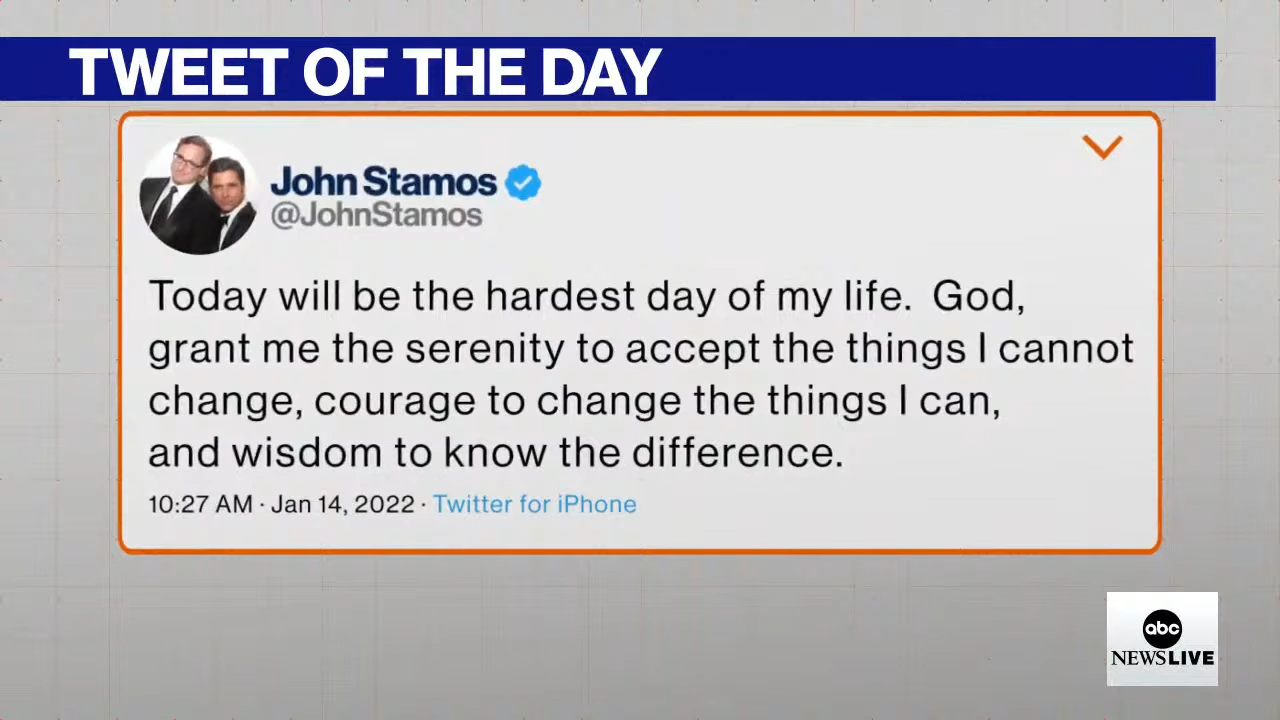 TWEET OF THE DAY
John Stamos
@JohnStamos
Today will be the hardest day of my life. God,
grant me the serenity to accept the things I cannot
change, courage to change the things I can,
and wisdom to know the difference.
10:27 AM · Jan 14, 2022 · Twitter for iPhone
abc
NEWSLIVE